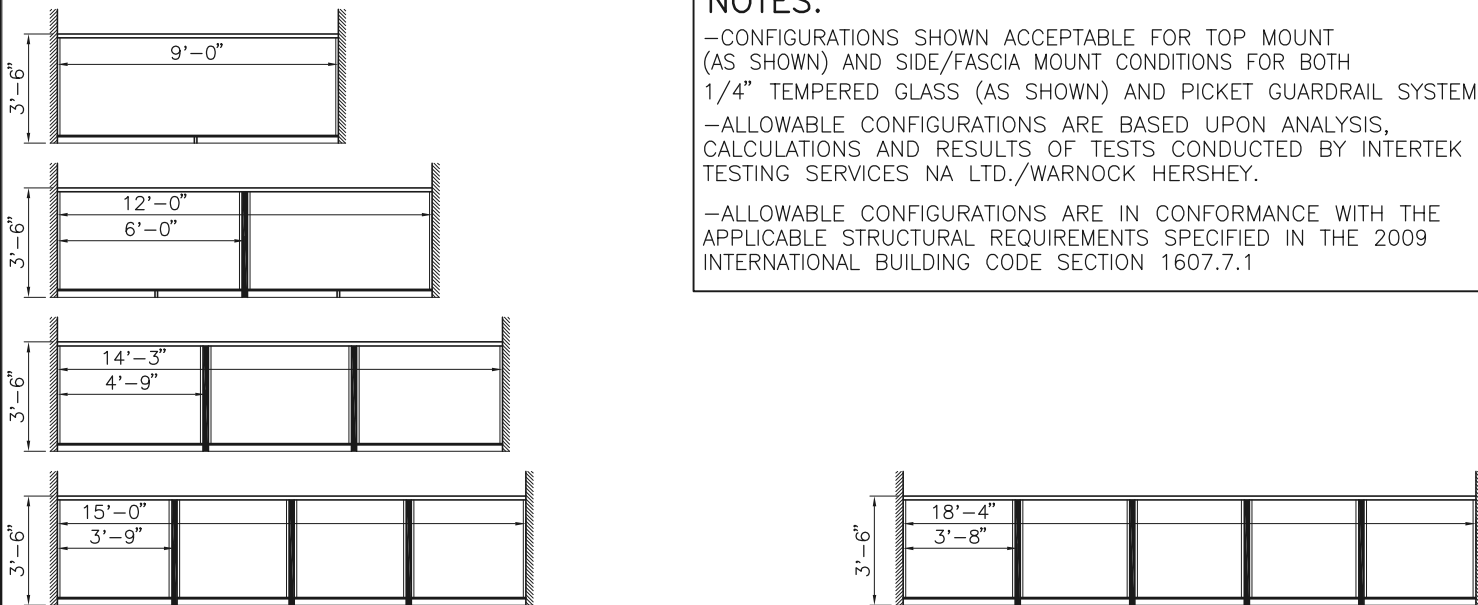 9'-0"
3'-6"
12'-0"
6'-0"
3'-6"
14'-3"
4'-9"
3'-6"
15'-0"
3'-9"
3'-6"
NOTES:
-CONFIGURATIONS SHOWN ACCEPTABLE FOR TOP MOUNT
(AS SHOWN) AND SIDE/FASCIA MOUNT CONDITIONS FOR BOTH
1/4" TEMPERED GLASS (AS SHOWN) AND PICKET GUARDRAIL SYSTEM
-ALLOWABLE CONFIGURATIONS ARE BASED UPON ANALYSIS,
CALCULATIONS AND RESULTS OF TESTS CONDUCTED BY INTERTEK
TESTING SERVICES NA LTD./WARNOCK HERSHEY.
-ALLOWABLE CONFIGURATIONS ARE IN CONFORMANCE WITH THE
APPLICABLE STRUCTURAL REQUIREMENTS SPECIFIED IN THE 2009
INTERNATIONAL BUILDING CODE SECTION 1607.7.1
18'-4"
3'-8"
3'-6"